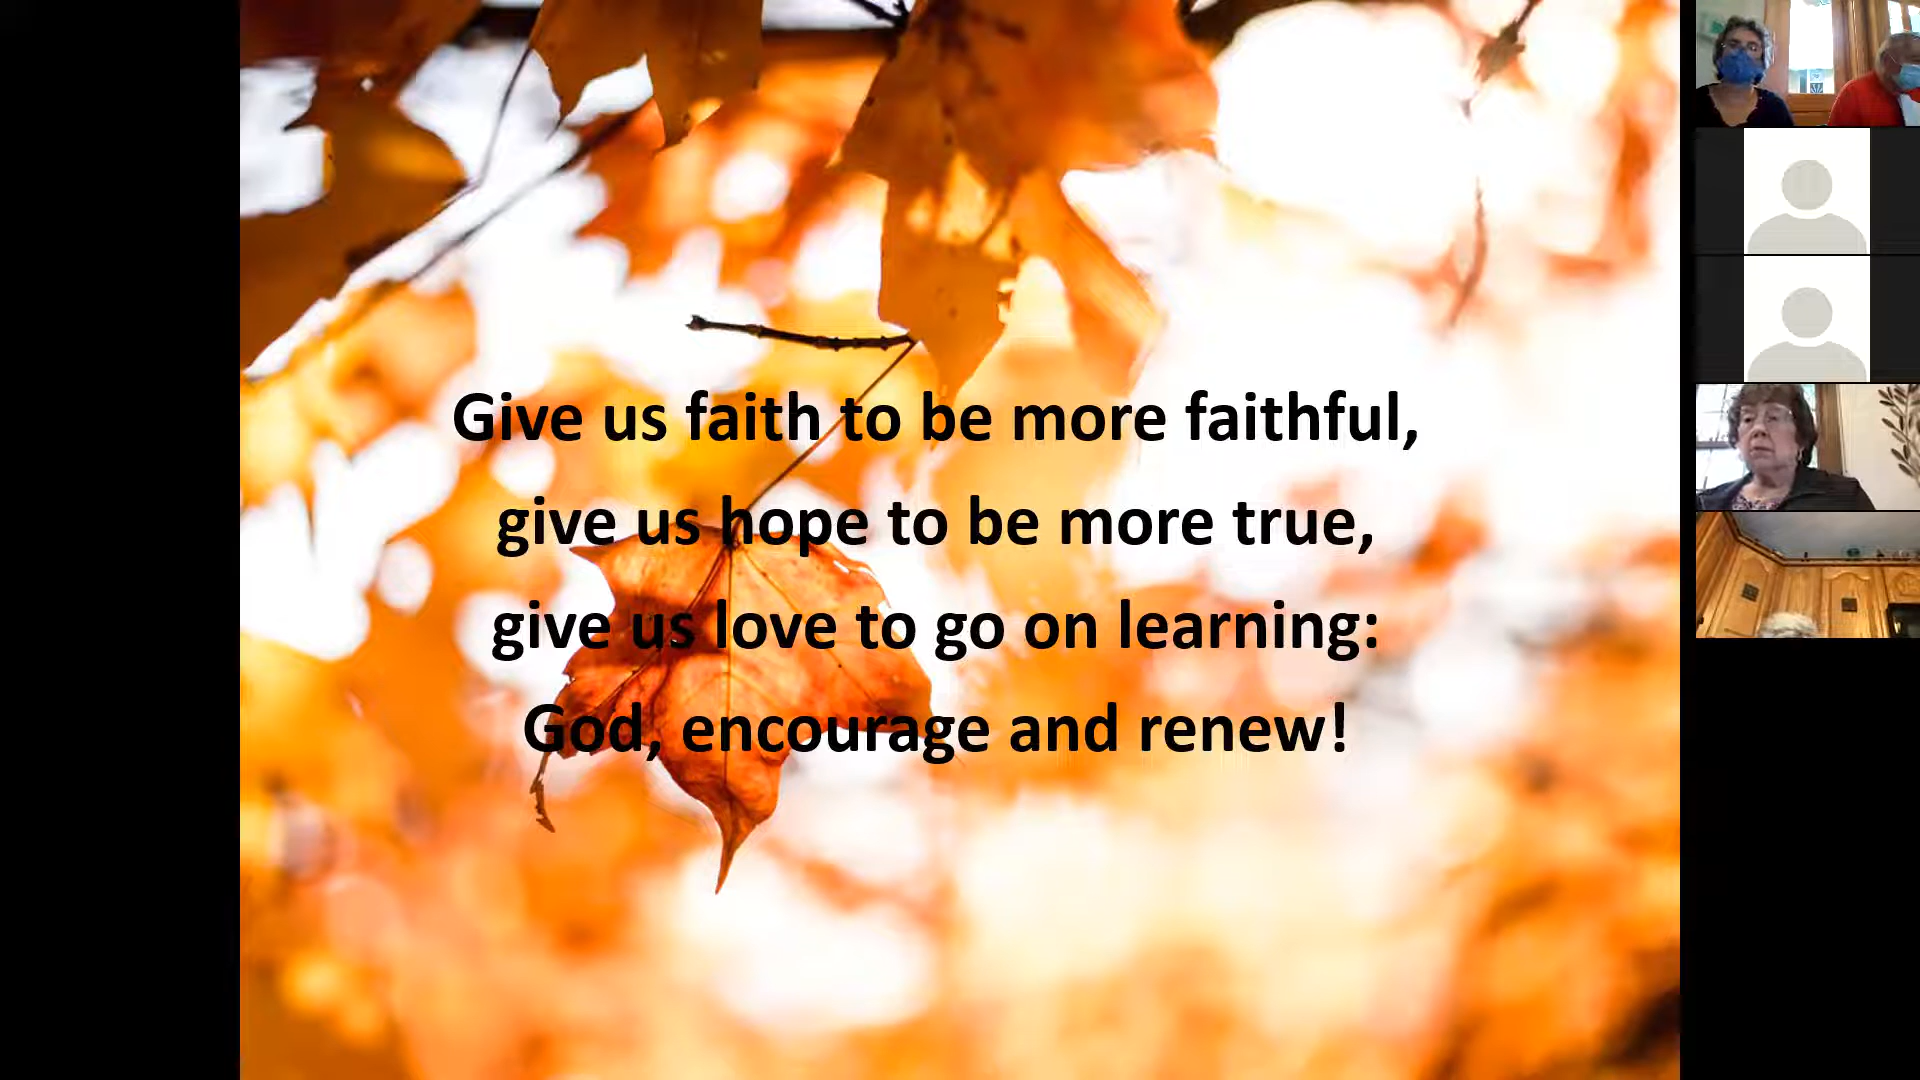 Give us faith to be more faithful,
give us hope to be more true,
give us love to go on learning:
God, encourage and renew!